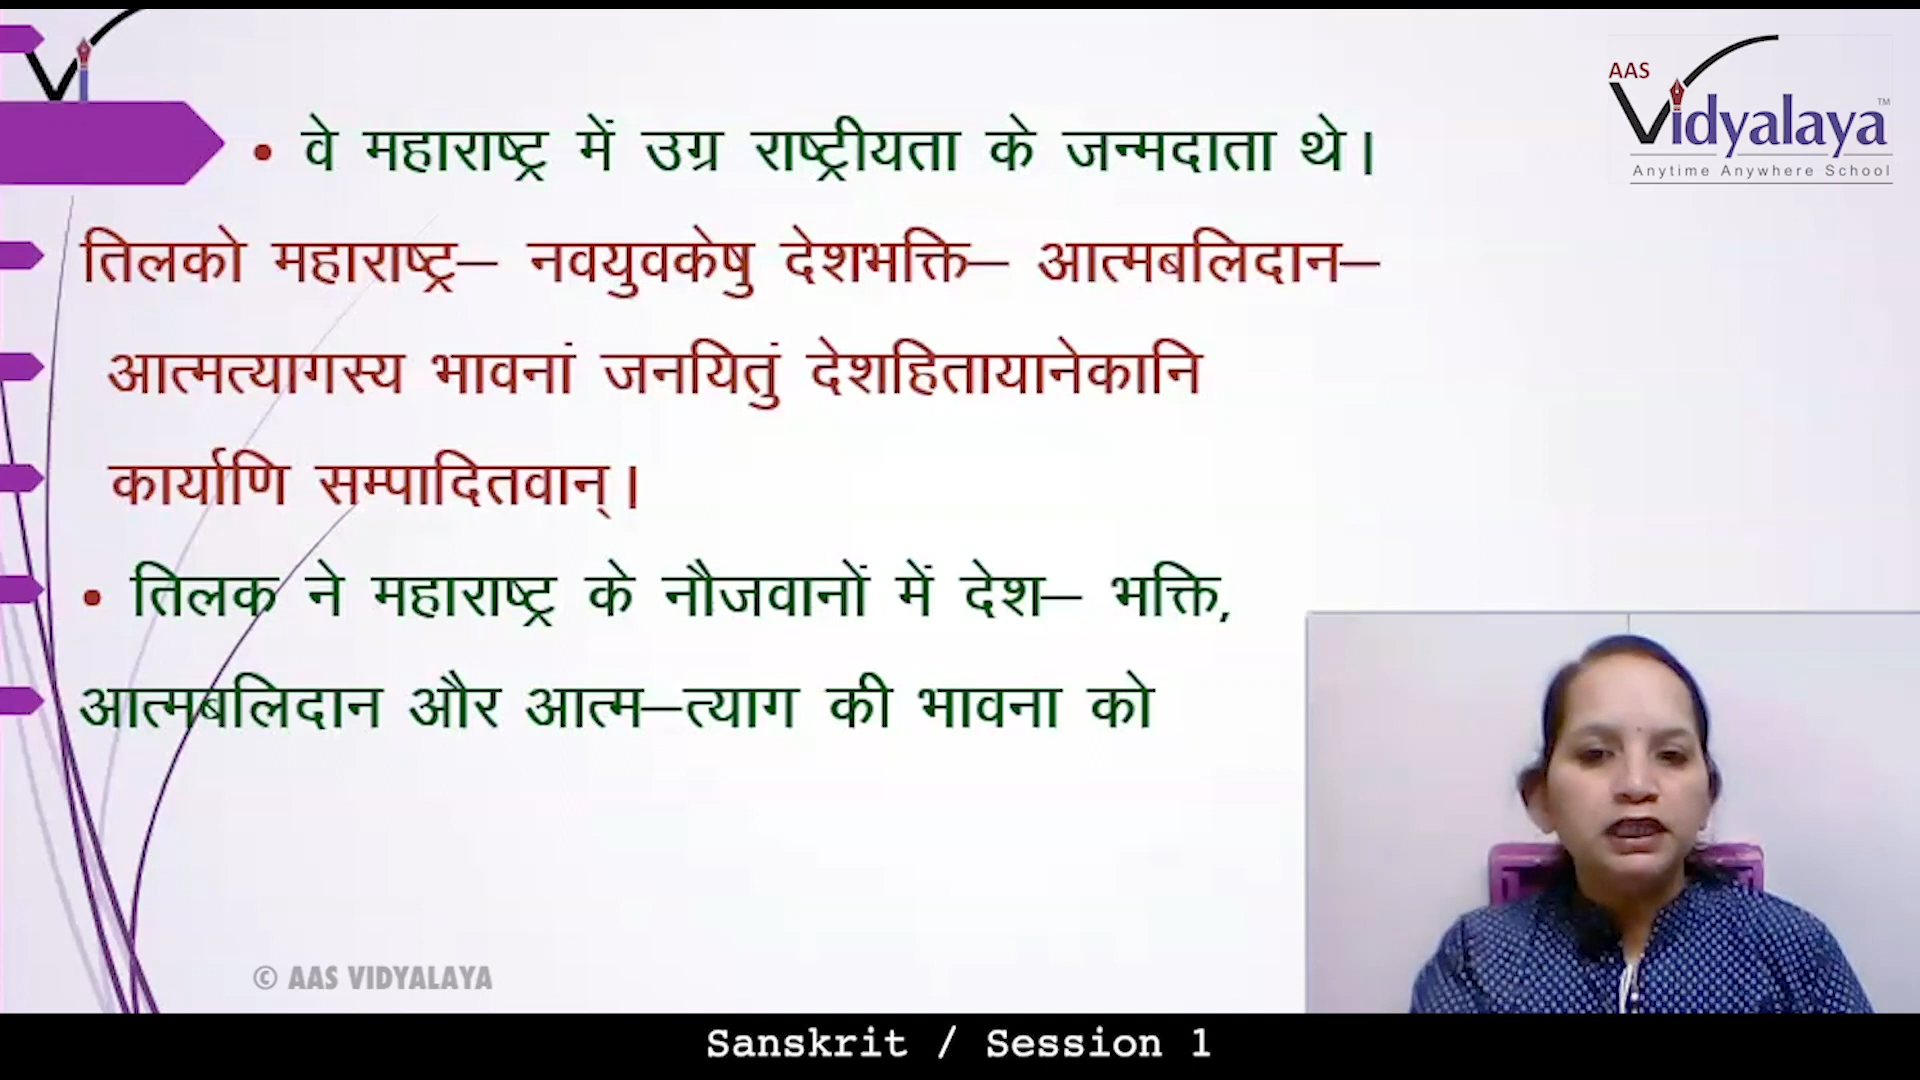 AAS
Vidyalaya™
Anytime Anywhere School
Vi
• वे महाराष्ट्र में उग्र राष्ट्रीयता के जन्मदाता थे।
तिलको महाराष्ट्र– नवयुवकेषु देशभक्ति– आत्मबलिदान–
आत्मत्यागस्य भावनां जनयितुं देशहितायानेकानि
कार्याणि सम्पादितवान्।
• तिलक ने महाराष्ट्र के नौजवानों में देश– भक्ति,
आत्मबलिदान और आत्म–त्याग की भावना को
© AAS VIDYALAYA
Sanskrit / Session 1